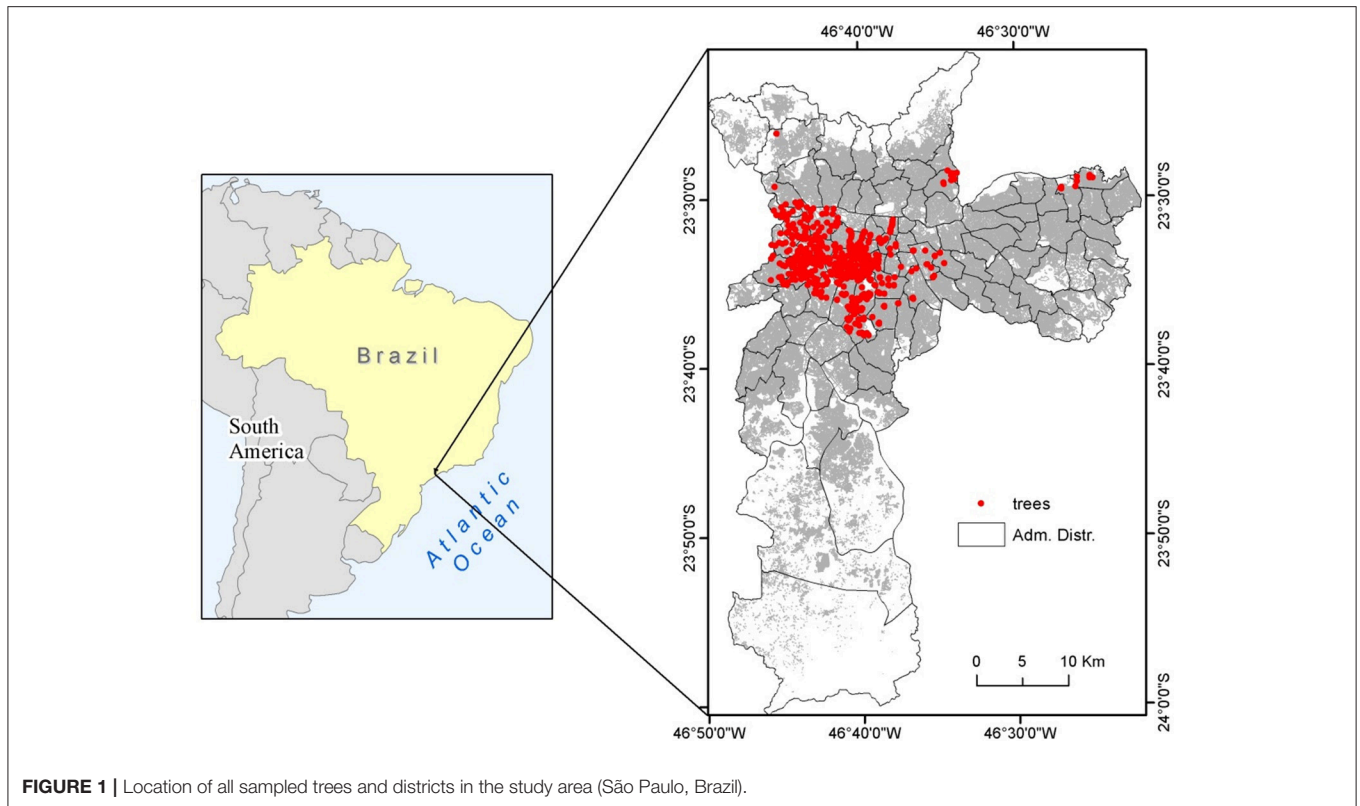 46°40'0"W
46°30'0"W
23°30'0"S
23°30'0"S
Brazil
23°40'0"S
23°40'0"S
South
America
Atlantic
Ocean
trees
Adm. Distr.
23°50'0"S
23°50'0"S
0 5 10 Km
24°0'0"S
46°50'0"W
46°40'0"W
46°30'0"W
FIGURE 1 | Location of all sampled trees and districts in the study area (São Paulo, Brazil).